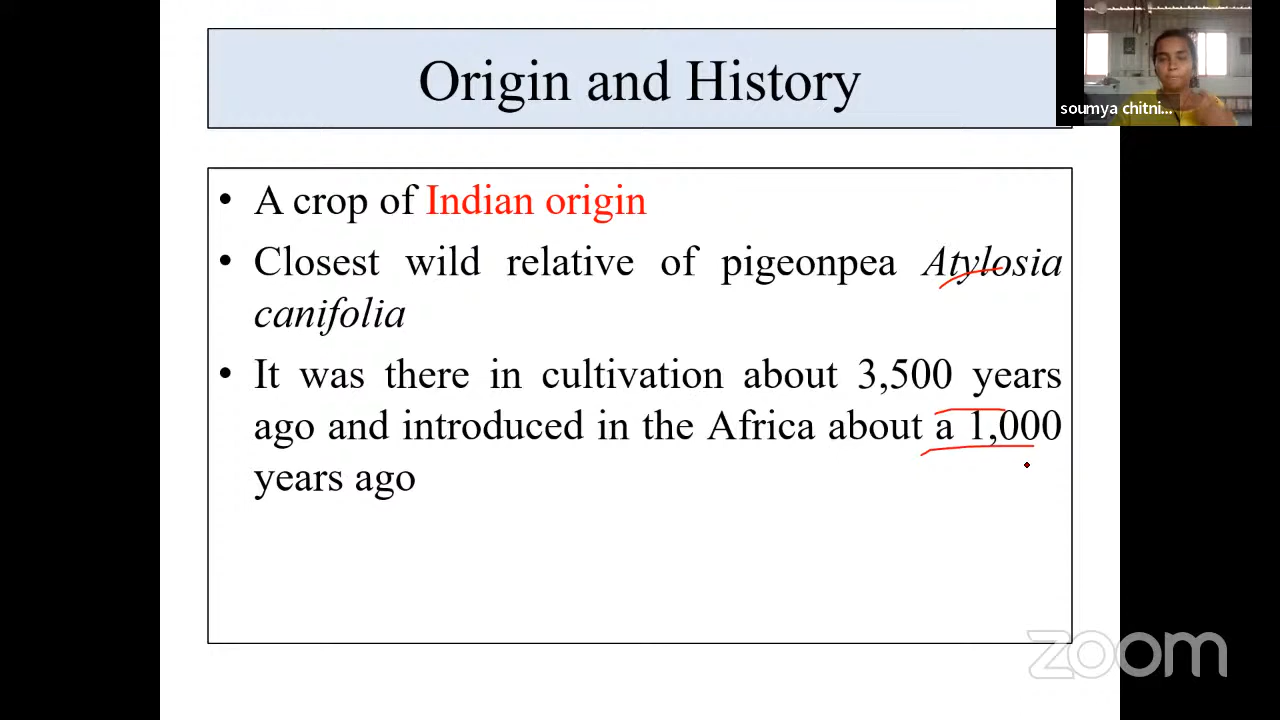 Origin and History
soumya chitni...
• A crop of Indian origin
• Closest wild relative of pigeonpea Atylosia
canifolia
• It was there in cultivation about 3,500 years
ago and introduced in the Africa about a 1,000
years ago
zoom